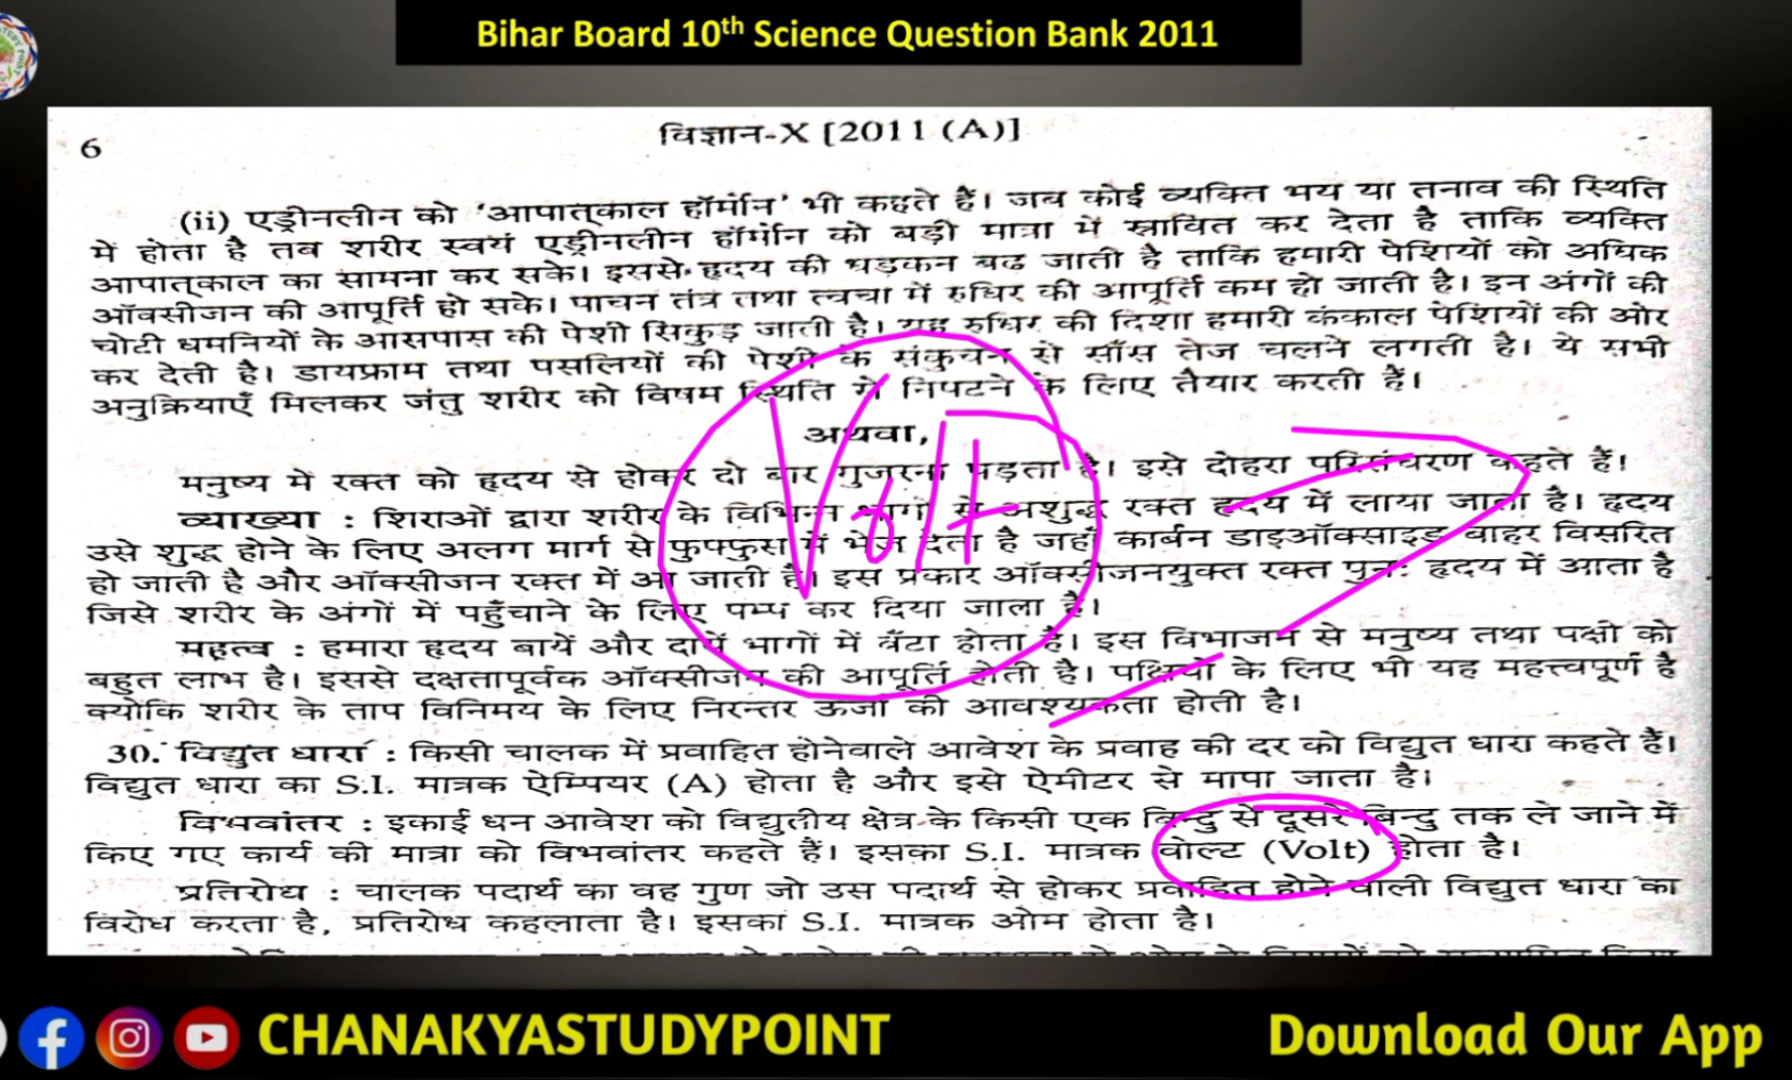 Bihar Board 10th Science Question Bank 2011
6
विज्ञान-X [2011 (A)]
(ii) एड्रीनलीन को 'आपात्काल हॉर्मोन' भी कहते हैं। जब कोई व्यक्ति भय या तनाव की स्थिति
में होता है तब शरीर स्वयं एड्रीनलीन हॉर्मोन को बड़ी मात्रा में स्रावित कर देता है ताकि व्यक्ति
आपात्काल का सामना कर सके। इससे हृदय की धड़कन बढ़ जाती है ताकि हमारी पेशियों को अधिक
ऑक्सीजन की आपूर्ति हो सके। पाचन तंत्र तथा त्वचा में रुधिर की आपूर्ति कम हो जाती है। इन अंगों की
चोटी धमनियों के आसपास की पेशी सिकुड़ जाती है। यह रुधिर की दिशा हमारी कंकाल पेशियों की ओर
कर देती है। डायफ्राम तथा पसलियों की पेशी के संकुचन से साँस तेज चलने लगती है। ये सभी
अनुक्रियाएँ मिलकर जंतु शरीर को विषम स्थिति से निपटने के लिए तैयार करती हैं।
अथवा,
मनुष्य में रक्त को हृदय से होकर दो बार गुजरना पड़ता है। इसे दोहरा परिसंचरण कहते हैं।
व्याख्या : शिराओं द्वारा शरीर के विभिन्न भागों से अशुद्ध रक्त हृदय में लाया जाता है। हृदय
उसे शुद्ध होने के लिए अलग मार्ग से फुफ्फुस में भेज देता है जहाँ कार्बन डाइऑक्साइड बाहर विसरित
हो जाती है और ऑक्सीजन रक्त में आ जाती है। इस प्रकार ऑक्सीजनयुक्त रक्त पुनः हृदय में आता है
जिसे शरीर के अंगों में पहुँचाने के लिए पम्प कर दिया जाला है।
महत्व : हमारा हृदय बायें और दायें भागों में बँटा होता है। इस विभाजन से मनुष्य तथा पक्षी को
बहुत लाभ है। इससे दक्षतापूर्वक ऑक्सीजन की आपूर्ति होती है। पक्षियों के लिए भी यह महत्त्वपूर्ण है
क्योंकि शरीर के ताप विनिमय के लिए निरन्तर ऊर्जा की आवश्यकता होती है।
Volt
30. विद्युत धारा : किसी चालक में प्रवाहित होनेवाले आवेश के प्रवाह की दर को विद्युत धारा कहते हैं।
विद्युत धारा का S.I. मात्रक ऐम्पियर (A) होता है और इसे ऐमीटर से मापा जाता है।
विभवांतर : इकाई धन आवेश को विद्युतीय क्षेत्र के किसी एक बिन्दु से दूसरे बिन्दु तक ले जाने में
किए गए कार्य की मात्रा को विभवांतर कहते हैं। इसका S.I. मात्रक वोल्ट (Volt) होता है।
प्रतिरोध : चालक पदार्थ का वह गुण जो उस पदार्थ से होकर प्रवाहित होने वाली विद्युत धारा का
विरोध करता है, प्रतिरोध कहलाता है। इसका S.I. मात्रक ओम होता है।
CHANAKYASTUDYPOINT
Download Our App